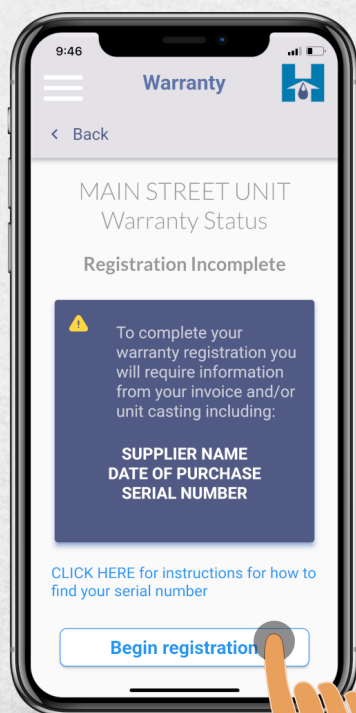 9:46
Warranty
< Back
MAIN STREET UNIT
Warranty Status
Registration Incomplete
To complete your
warranty registration you
will require information
from your invoice and/or
unit casting including:
SUPPLIER NAME
DATE OF PURCHASE
SERIAL NUMBER
CLICK HERE for instructions for how to
find your serial number
Begin registration